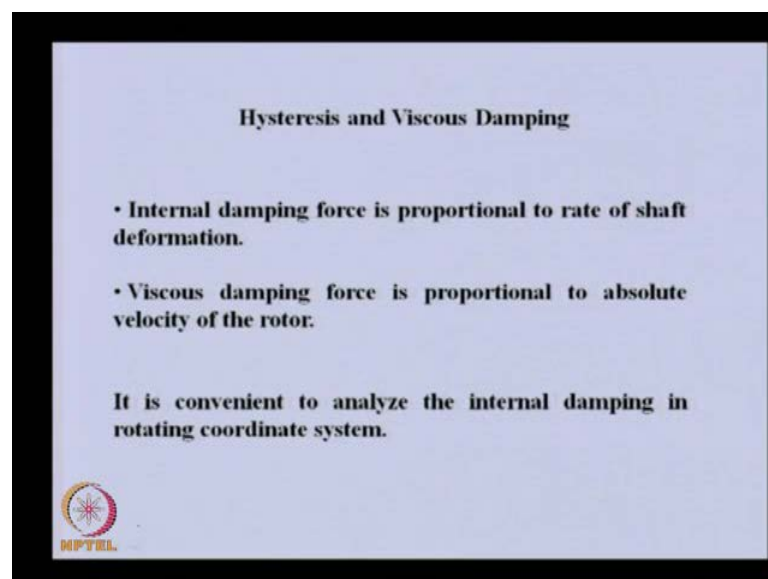 Hysteresis and Viscous Damping
• Internal damping force is proportional to rate of shaft
deformation.
• Viscous damping force is proportional to absolute
velocity of the rotor.
It is convenient to analyze the internal damping in
rotating coordinate system.
NPTEL